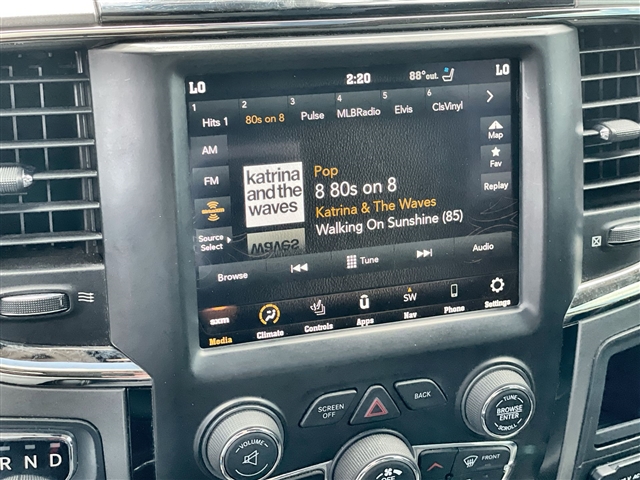 LO 2:20 88°out. LO
1 2 3 4 5 6
Hits 1 80s on 8 Pulse MLBRadio Elvis ClsVinyl
AM
FM
Source
Select
Browse
katrina
and the
waves
Pop
8 80s on 8
Katrina & The Waves
Walking On Sunshine (85)
Map
Fav
Replay
Tune
Audio
sxm
Media Climate Controls Apps SW Nav Phone Settings
SCREEN
OFF
BACK
VOLUME
TUNE
BROWSE
ENTER
SCROLL
R N D
OFF
FRONT